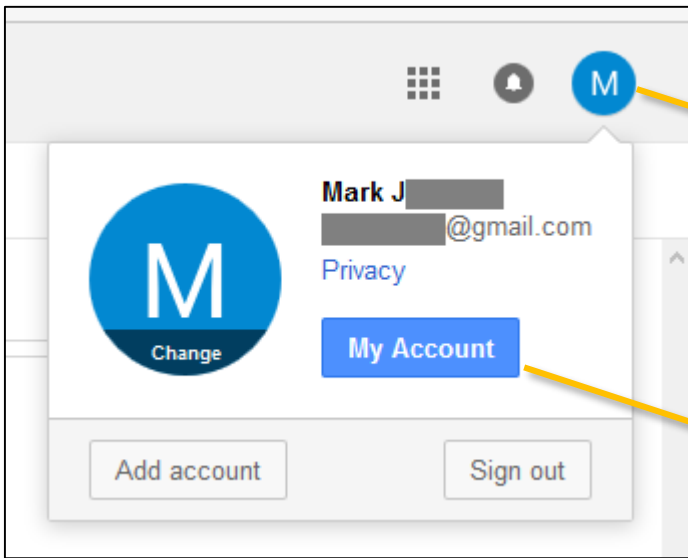 M
Mark J
@gmail.com
Privacy
M
Change
My Account
Add account
Sign out